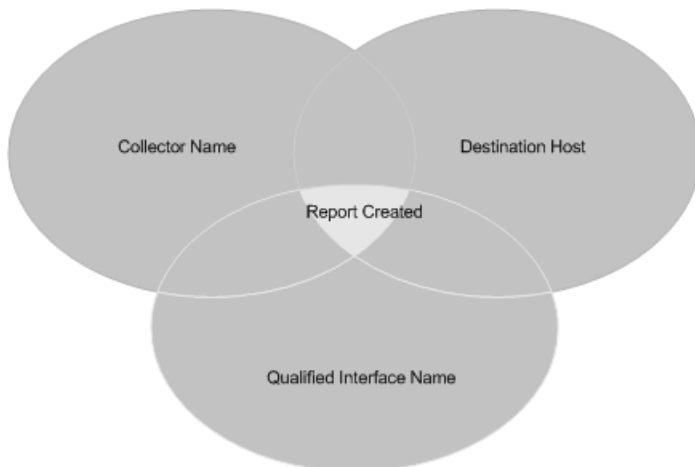 Collector Name
Destination Host
Report Created
Qualified Interface Name